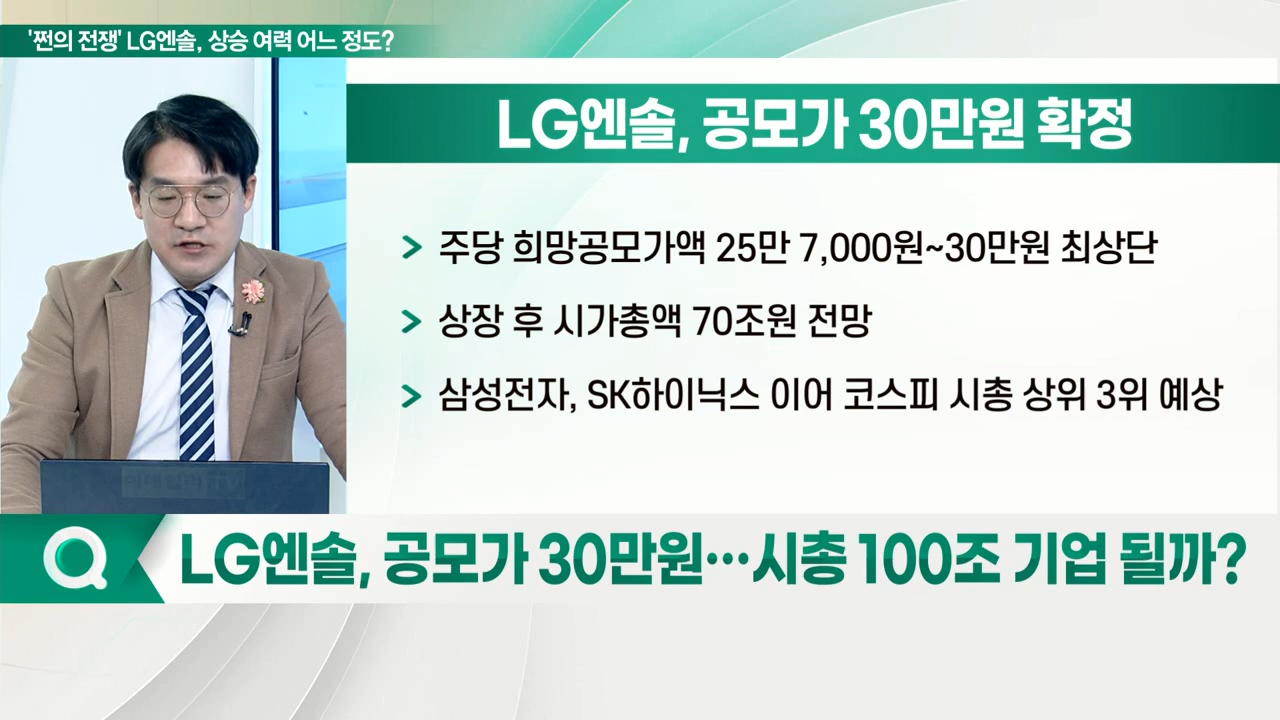 '쩐의 전쟁' LG엔솔, 상승 여력 어느 정도?
LG엔솔, 공모가 30만원 확정
> 주당 희망공모가액 25만 7,000원~30만원 최상단
> 상장 후 시가총액 70조원 전망
> 삼성전자, SK하이닉스 이어 코스피 시총 상위 3위 예상
LG엔솔, 공모가 30만원…시총 100조 기업 될까?